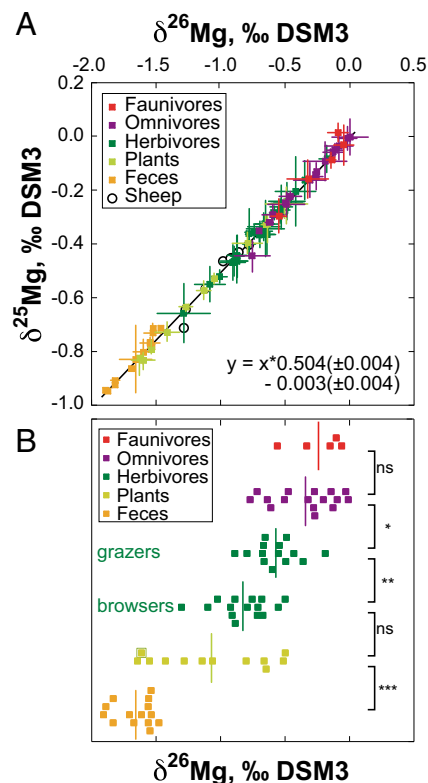 A
δ²⁶Mg, ‰ DSM3
-2.0 -1.5 -1.0 -0.5 0.0
0.2
0.0
-0.2
-0.4
-0.6
-0.8
-1.0
δ²⁵Mg, ‰ DSM3
Faunivores
Omnivores
Herbivores
Plants
Feces
Sheep
y = x*0.504(±0.004)
- 0.003(±0.004)
B
Faunivores
Omnivores
Herbivores
Plants
Feces
grazers
browsers
ns
*
**
ns
***
δ²⁶Mg, ‰ DSM3